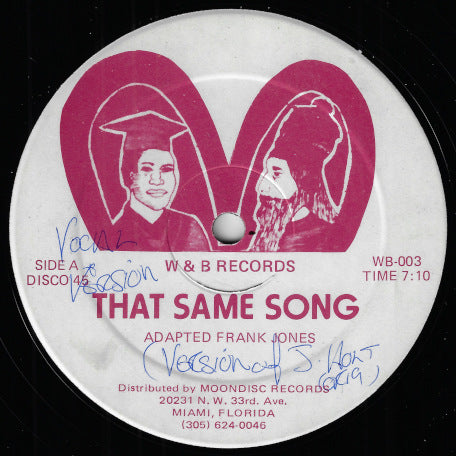 W & B RECORDS
Vocal &
Version
SIDE A
DISCO 45
WB-003
TIME 7:10
THAT SAME SONG
ADAPTED FRANK JONES
(Version of J. Holt
(ORIG)
Distributed by MOONDISC RECORDS
20231 N. W. 33rd. Ave.
MIAMI, FLORIDA
(305) 624-0046